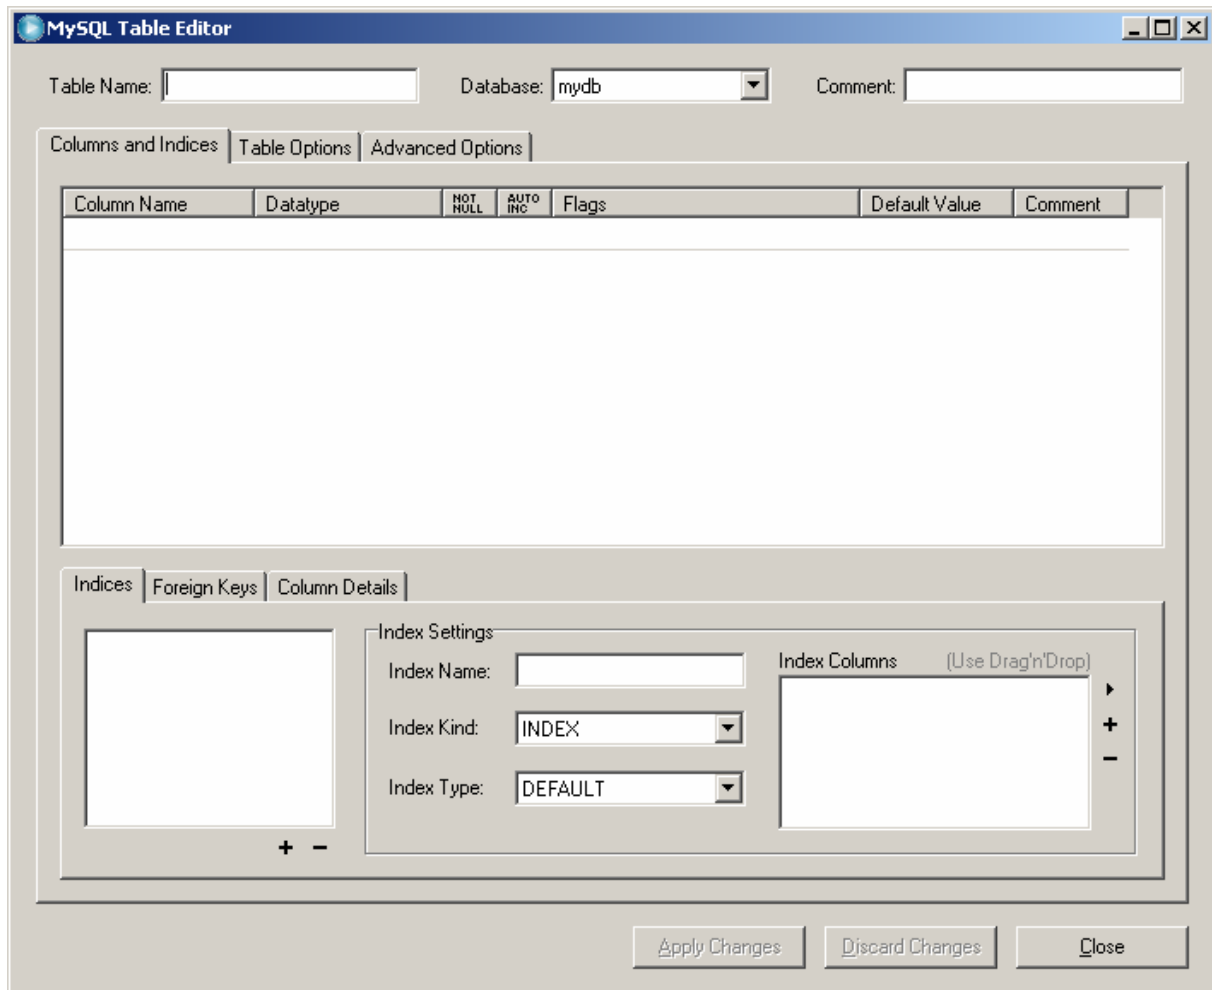 MySQL Table Editor
Table Name: Database: mydb Comment:
Columns and Indices Table Options Advanced Options
Column Name Datatype NOT NULL AUTO INC Flags Default Value Comment
Indices Foreign Keys Column Details
Index Settings
Index Name:
Index Columns (Use Drag'n'Drop)
Index Kind: INDEX
Index Type: DEFAULT
+ -
+
-
Apply Changes Discard Changes Close